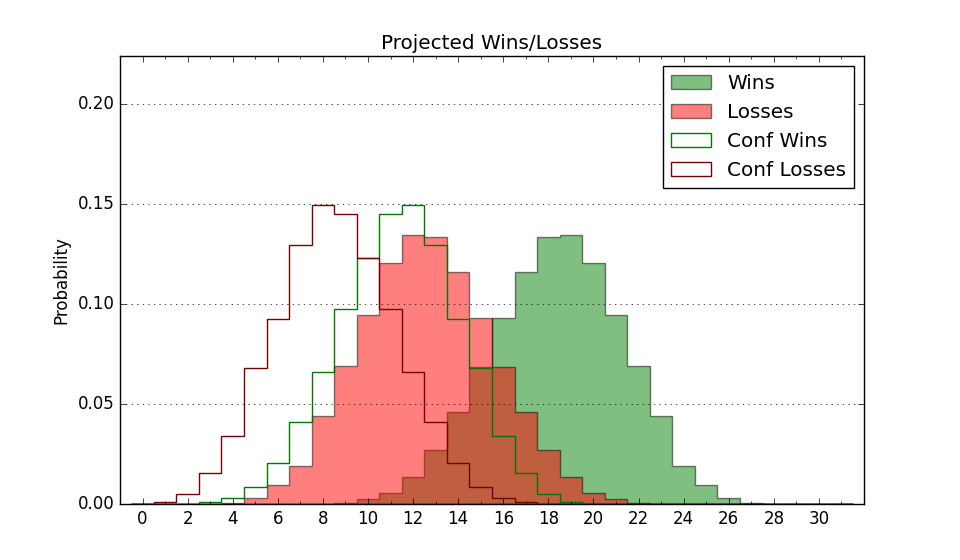 Projected Wins/Losses
Wins
Losses
Conf Wins
Conf Losses
Probability
0.20
0.15
0.10
0.05
0.00
0 2 4 6 8 10 12 14 16 18 20 22 24 26 28 30